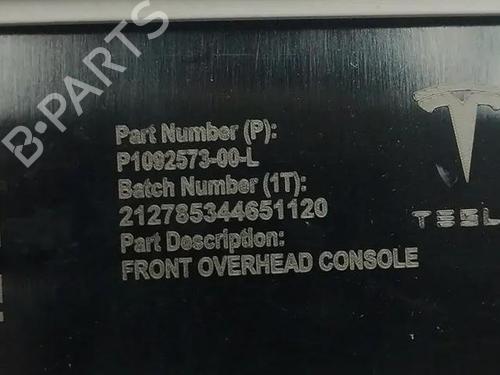 B-PARTS
Part Number (P):
P1092573-00-L
Batch Number (1T):
212785344651120
Part Description:
FRONT OVERHEAD CONSOLE
TESL